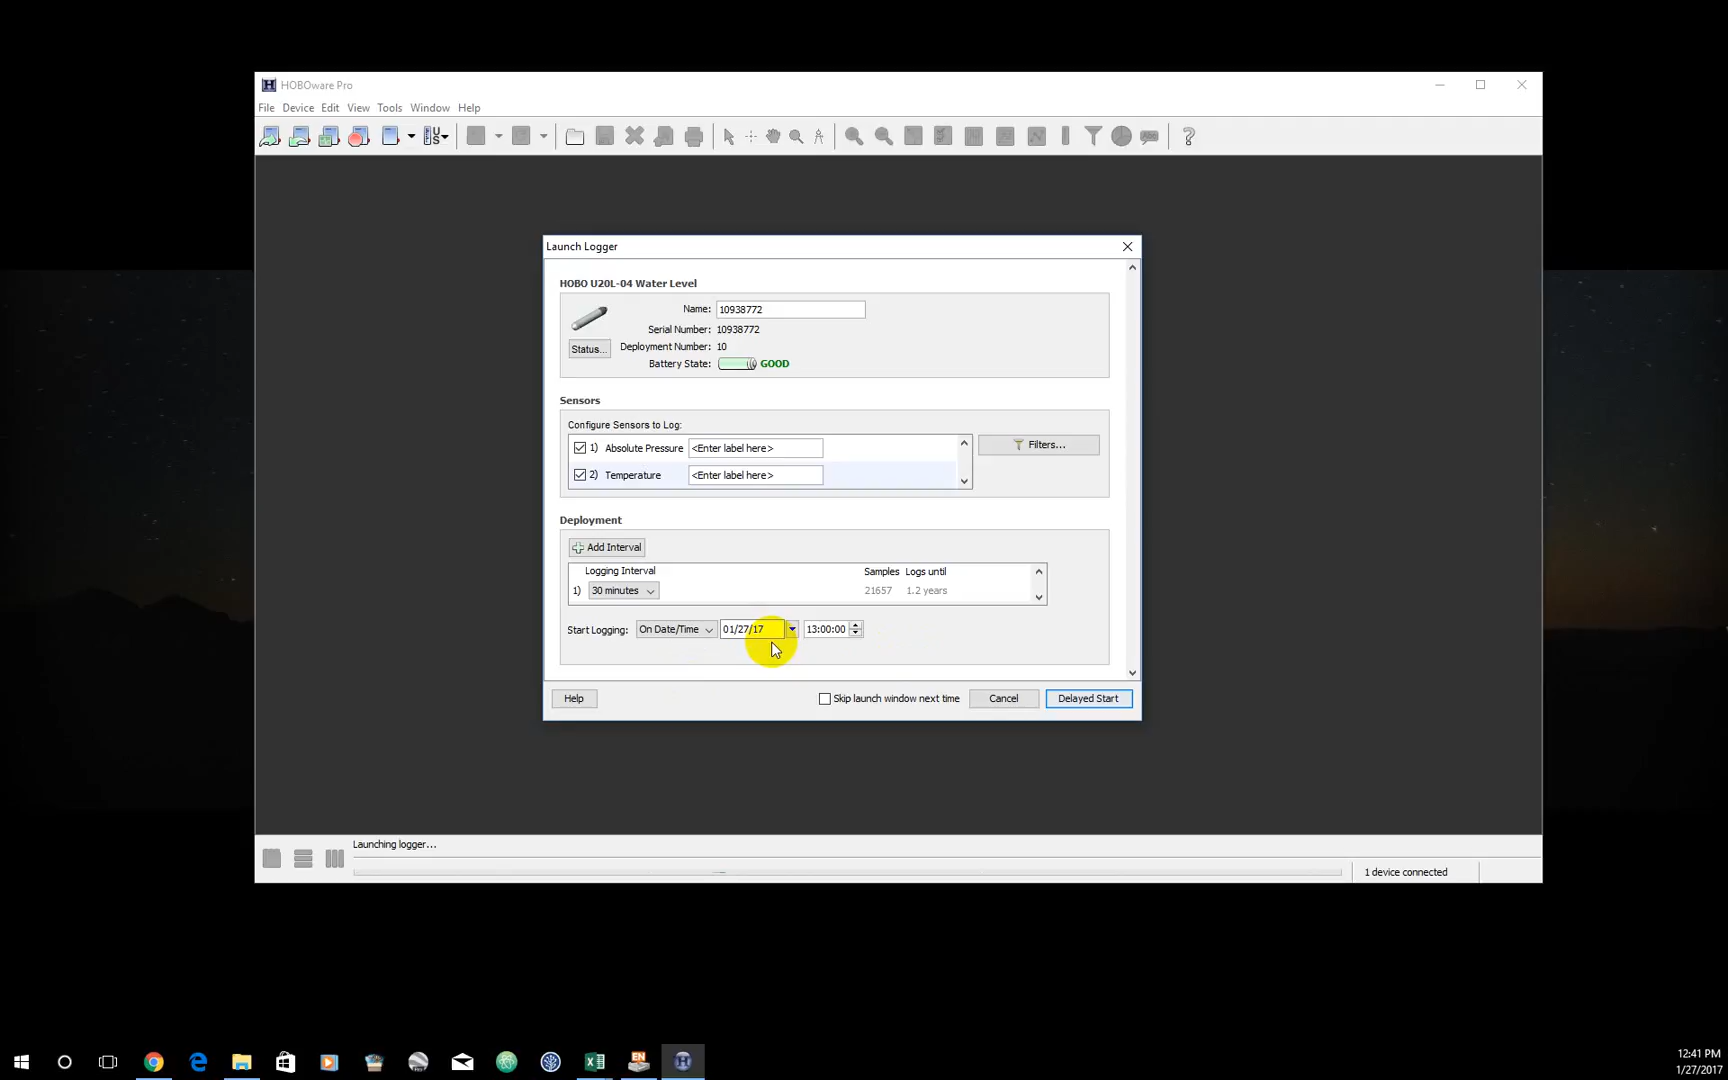 HOBOware Pro
File Device Edit View Tools Window Help
Launch Logger
HOBO U20L-04 Water Level
Name: 10938772
Serial Number: 10938772
Status...
Deployment Number: 10
Battery State: GOOD
Sensors
Configure Sensors to Log:
1) Absolute Pressure <Enter label here>
Filters...
2) Temperature <Enter label here>
Deployment
Add Interval
Logging Interval Samples Logs until
1) 30 minutes 21657 1.2 years
Start Logging: On Date/Time 01/27/17 13:00:00
Help Skip launch window next time Cancel Delayed Start
Launching logger...
1 device connected
12:41 PM
1/27/2017